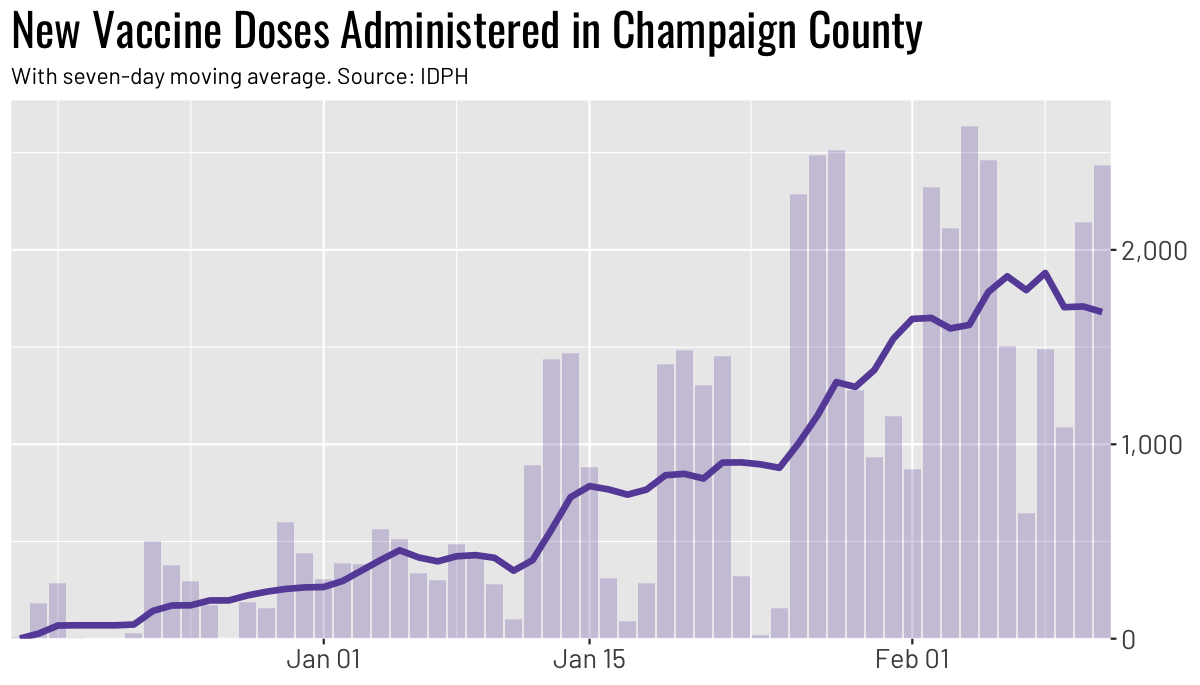 New Vaccine Doses Administered in Champaign County
With seven-day moving average. Source: IDPH
2,000
1,000
0
Jan 01 Jan 15 Feb 01